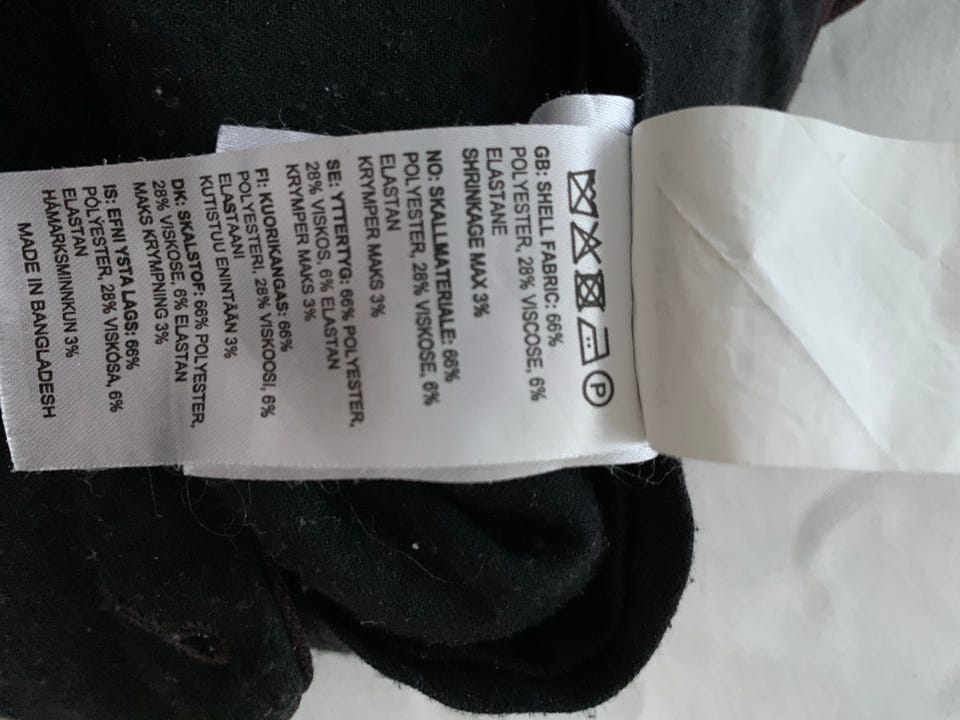 P
GB: SHELL FABRIC: 66%
POLYESTER, 28% VISCOSE, 6%
ELASTANE
SHRINKAGE MAX 3%
NO: SKALLMATERIALE: 66%
POLYESTER, 28% VISKOSE, 6%
ELASTAN
KRYMPER MAKS 3%
SE: YTTERTYG: 66% POLYESTER,
28% VISKOS, 6% ELASTAN
KRYMPER MAKS 3%
FI: KUORIKANGAS: 66%
POLYESTERI, 28% VISKOOSI, 6%
ELASTAANI
KUTISTUU ENINTÄÄN 3%
DK: SKALSTOF: 66% POLYESTER,
28% VISKOSE, 6% ELASTAN
MAKS KRYMPNING 3%
IS: EFNI YSTA LAGS: 66%
PÓLÝESTER, 28% VISKÓSA, 6%
ELASTAN
HÁMARKSMINNKUN 3%
MADE IN BANGLADESH